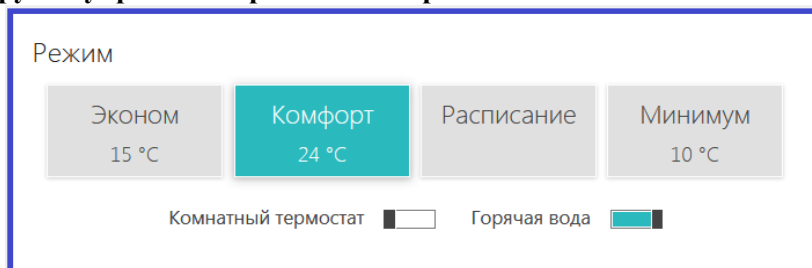 Режим
Эконом Комфорт Расписание Минимум
15 °C 24 °C 10 °C
Комнатный термостат Горячая вода